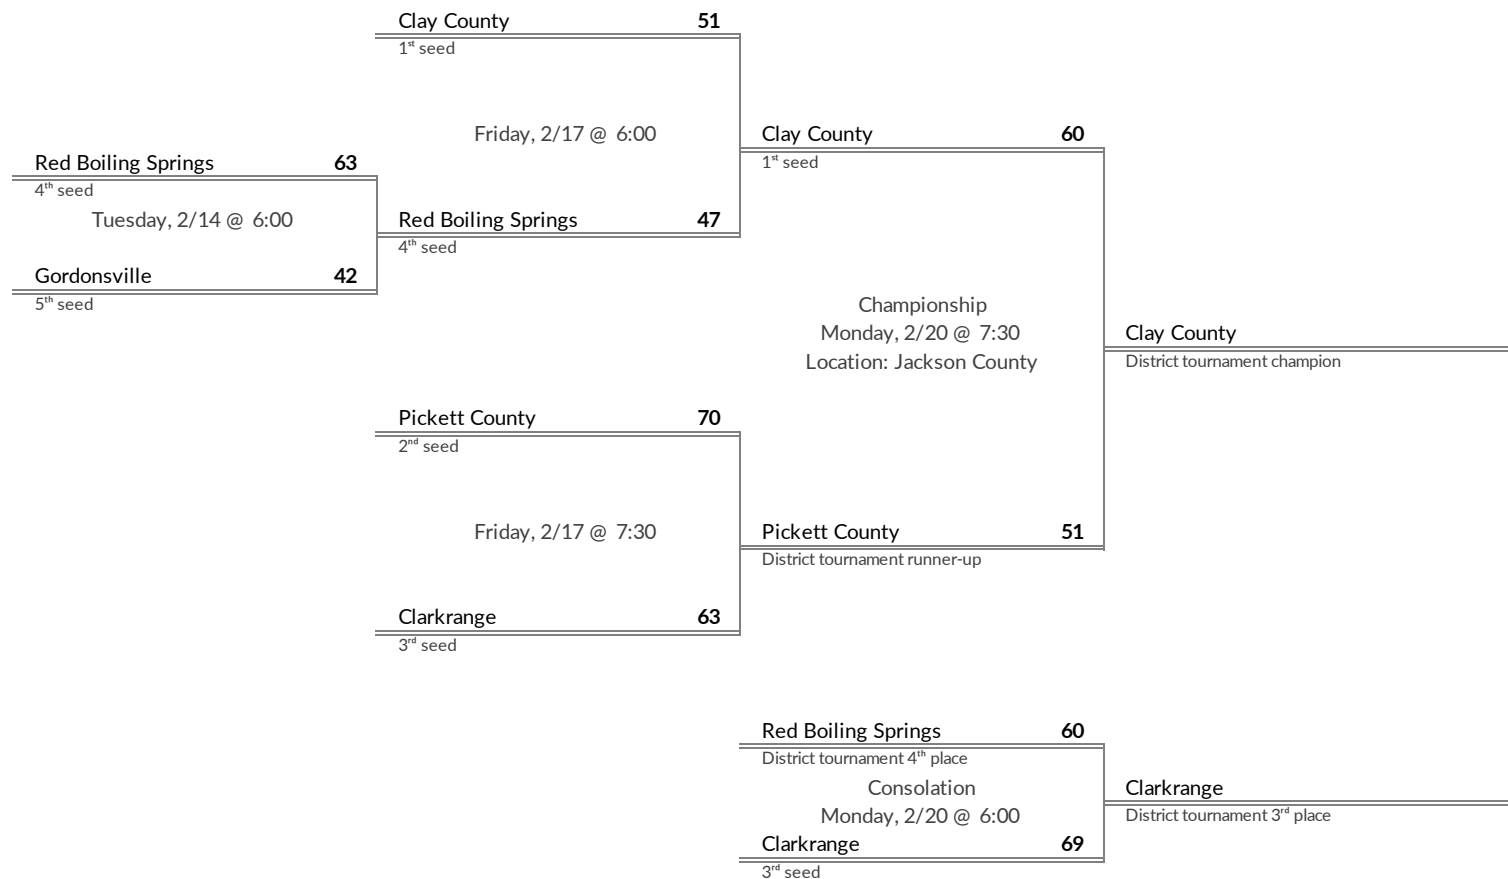 Clay County 51
1st seed
Friday, 2/17 @ 6:00
Clay County 60
1st seed
Red Boiling Springs 63
4th seed
Tuesday, 2/14 @ 6:00
Red Boiling Springs 47
4th seed
Gordonsville 42
5th seed
Championship
Monday, 2/20 @ 7:30
Location: Jackson County
Clay County
District tournament champion
Pickett County 70
2nd seed
Friday, 2/17 @ 7:30
Pickett County 51
District tournament runner-up
Clarkrange 63
3rd seed
Red Boiling Springs 60
District tournament 4th place
Consolation
Monday, 2/20 @ 6:00
Clarkrange
District tournament 3rd place
Clarkrange 69
3rd seed